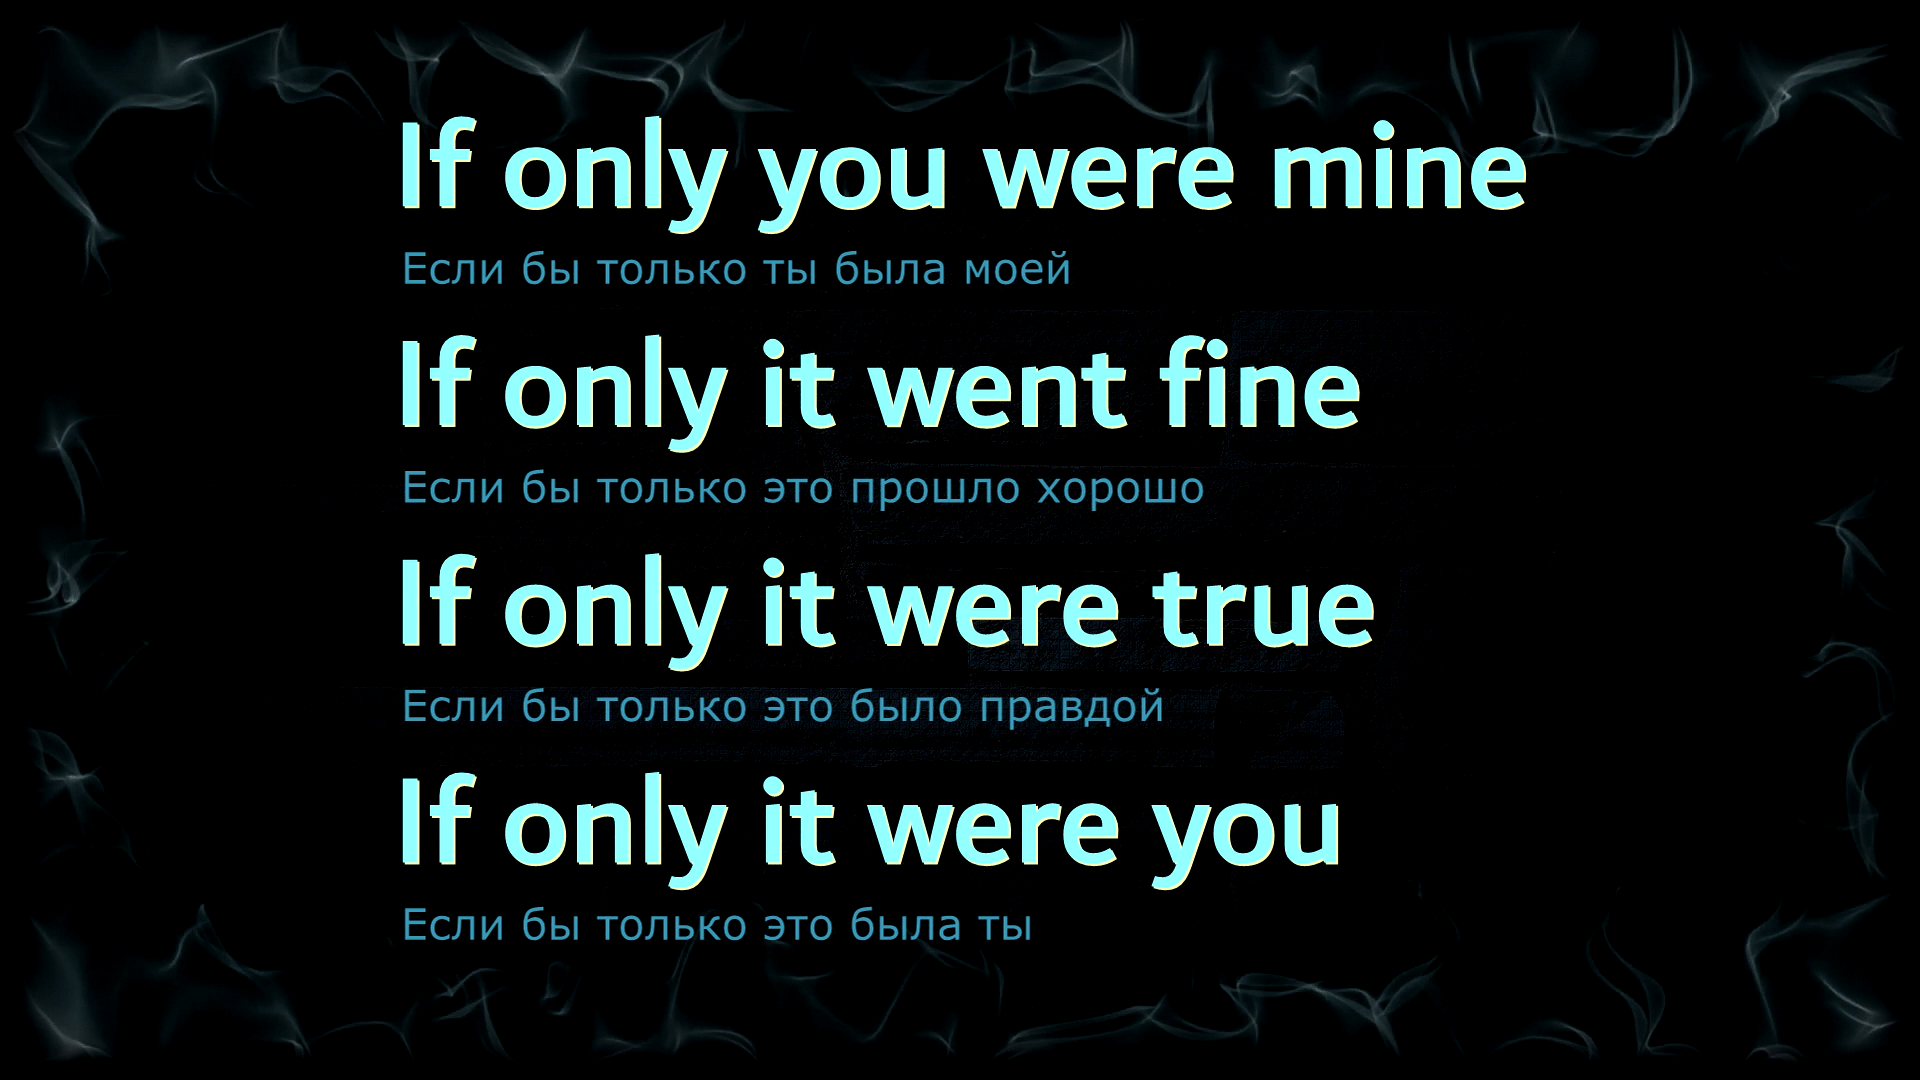 If only you were mine
Если бы только ты была моей
If only it went fine
Если бы только это прошло хорошо
If only it were true
Если бы только это было правдой
If only it were you
Если бы только это была ты